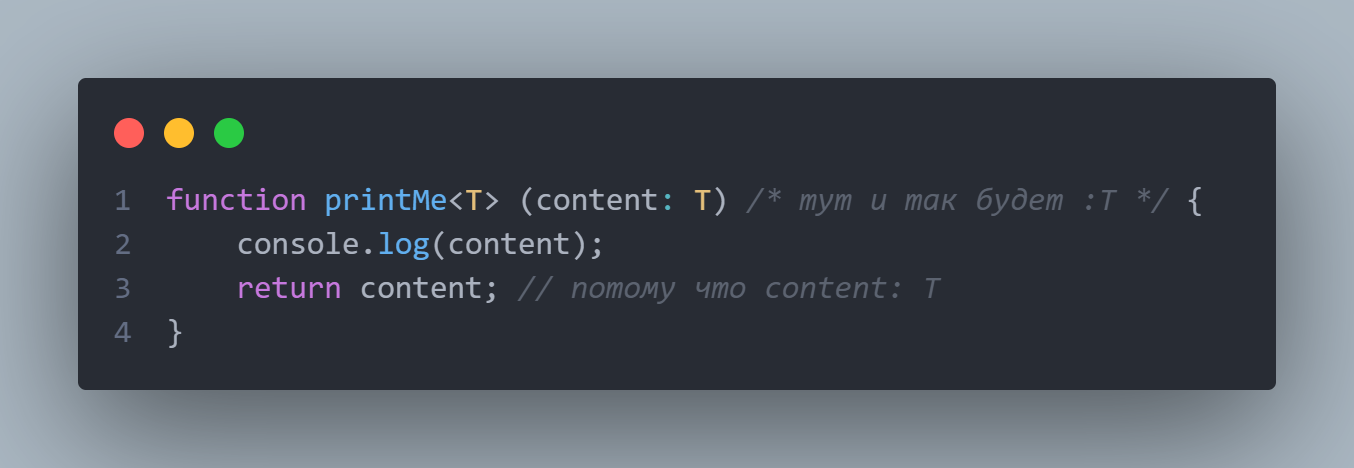 1 function printMe<T> (content: T) /* тут и так будет :T */ {
2     console.log(content);
3     return content; // потому что content: T
4 }